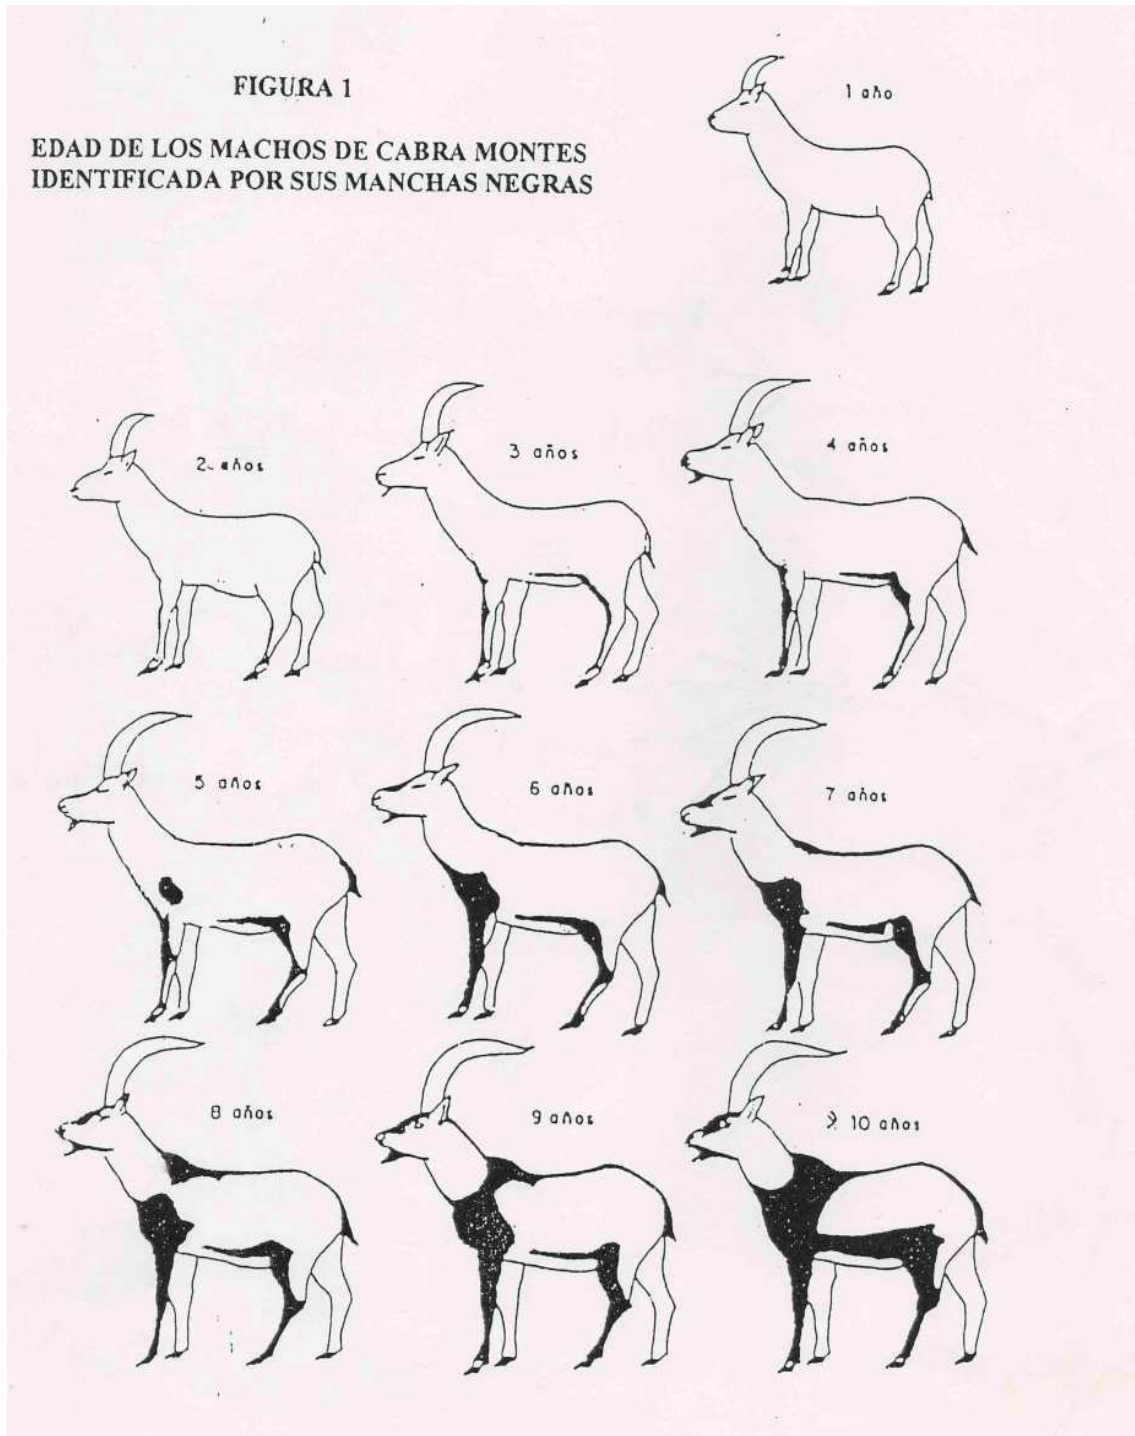 FIGURA 1
EDAD DE LOS MACHOS DE CABRA MONTES
IDENTIFICADA POR SUS MANCHAS NEGRAS
1 año
2 años
3 años
4 años
5 años
6 años
7 años
8 años
9 años
10 años